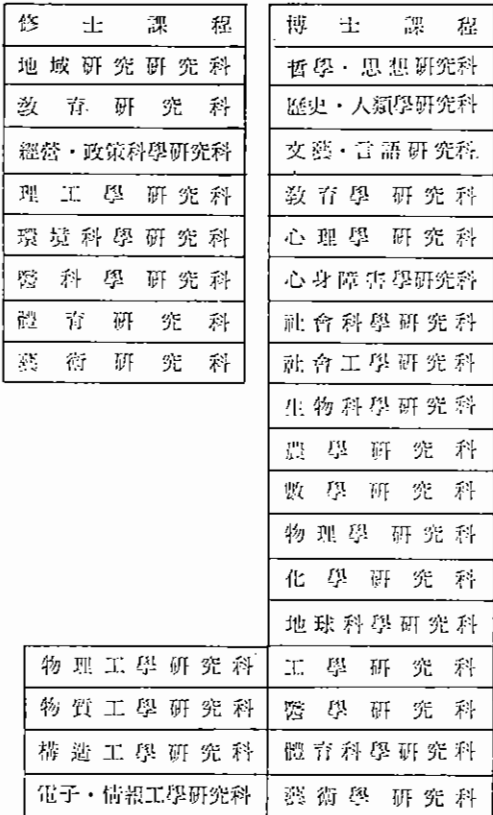 修士課程
地域研究研究科
教育研究科
經營・政策科學研究科
理工學研究科
環境科學研究科
醫科學研究科
體育研究科
藝術研究科
博士課程
哲學・思想研究科
歷史・人類學研究科
文藝・言語研究科
教育學研究科
心理學研究科
心身障害學研究科
社會科學研究科
社會工學研究科
生物科學研究科
農學研究科
數學研究科
物理學研究科
化學研究科
地球科學研究科
工學研究科
醫學研究科
體育科學研究科
藝術學研究科
物理工學研究科
物質工學研究科
構造工學研究科
電子・情報工學研究科